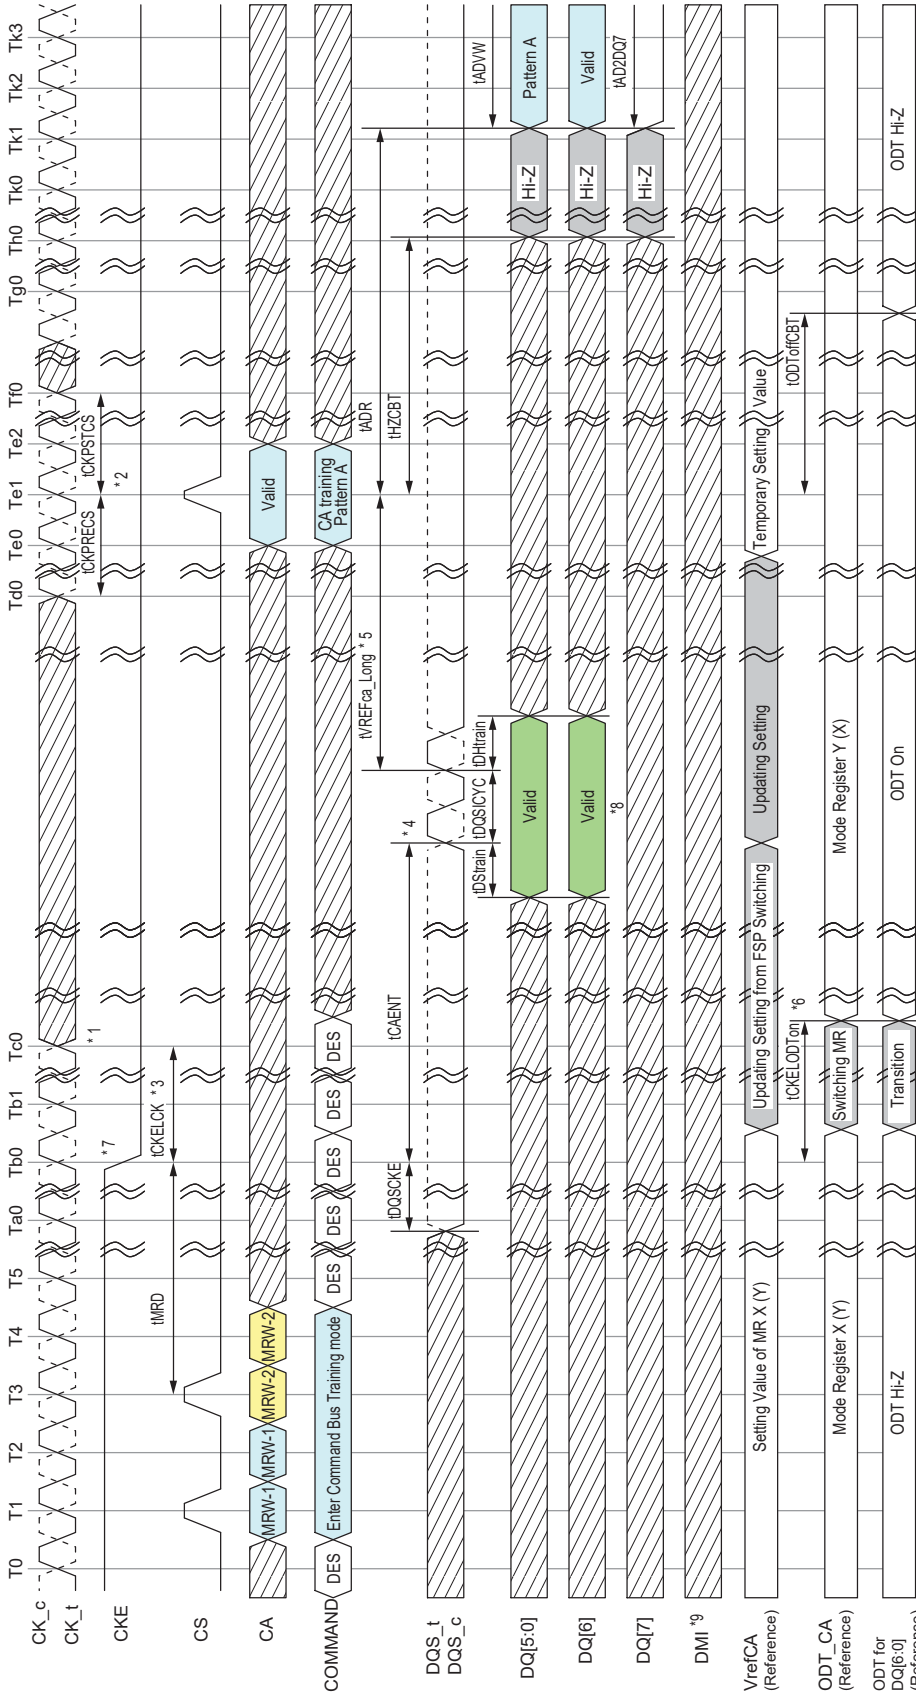 T0 T1 T2 T3 T4 T5 Ta0 Tb0 Tb1 Tc0 Td0 Te0 Te1 Te2 Tf0 Tg0 Th0 Tk0 Tk1 Tk2 Tk3
CK_c
CK_t
*1
tCKPRECS
tCKPSTCS
*2
CKE
*7
tCKELCK *3
tMRD
CS
CA
MRW-1 MRW-1 MRW-2 MRW-2 Valid
COMMAND
DES Enter Command Bus Training mode DES DES DES DES DES
CA training
Pattern A
tDQSCKE
tCAENT
tVREFca_Long *5
tADR
tHZCBT
DQS_t
DQS_c
*4
tDStrain
tDQSICYC
tDHtrain
tADVW
DQ[5:0]
Valid Hi-Z Pattern A
DQ[6]
Valid Hi-Z Valid
*8
DQ[7]
Hi-Z
tAD2DQ7
DMI *9
VrefCA
(Reference)
Setting Value of MR X (Y) Updating Setting from FSP Switching Updating Setting Temporary Setting Value
tCKELODTon *6
tODToffCBT
ODT_CA
(Reference)
Mode Register X (Y) Switching MR Mode Register Y (X)
ODT for
DQ[6:0]
(Reference)
ODT Hi-Z Transition ODT On ODT Hi-Z